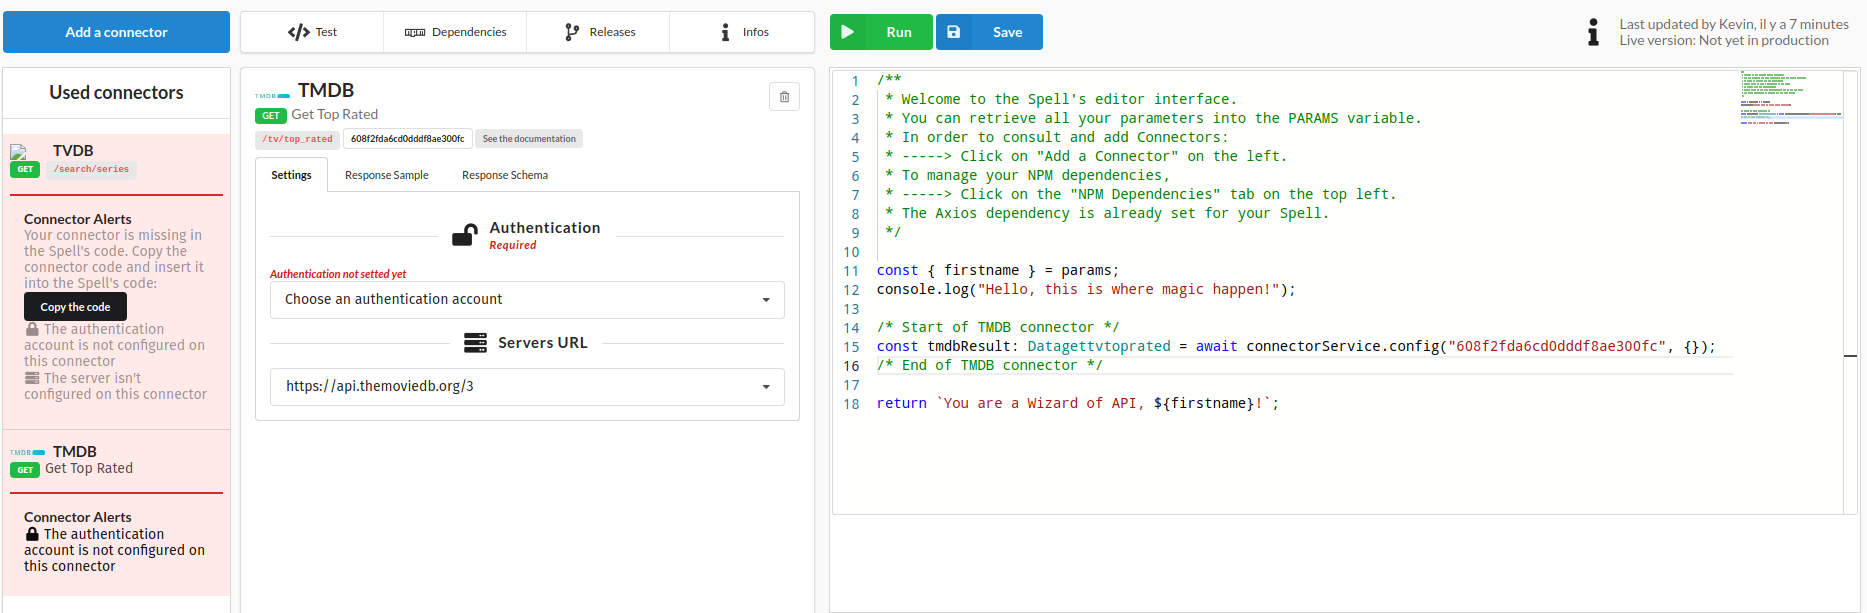 Add a connector
Test
Dependencies
Releases
Infos
Run
Save
Last updated by Kevin, il y a 7 minutes
Live version: Not yet in production
Used connectors
TVDB
GET /search/series
Connector Alerts
Your connector is missing in
the Spell's code. Copy the
connector code and insert it
into the Spell's code:
Copy the code
The authentication
account is not configured on
this connector
The server isn't
configured on this connector
TMDB TMDB
GET Get Top Rated
Connector Alerts
The authentication
account is not configured on
this connector
TMDB TMDB
GET Get Top Rated
/tv/top_rated 608f2fda6cd0dddf8ae300fc See the documentation
Settings Response Sample Response Schema
Authentication
Required
Authentication not setted yet
Choose an authentication account
Servers URL
https://api.themoviedb.org/3
1 /**
2 * Welcome to the Spell's editor interface.
3 * You can retrieve all your parameters into the PARAMS variable.
4 * In order to consult and add Connectors:
5 * -----> Click on "Add a Connector" on the left.
6 * To manage your NPM dependencies,
7 * -----> Click on the "NPM Dependencies" tab on the top left.
8 * The Axios dependency is already set for your Spell.
9 */
10
11 const { firstname } = params;
12 console.log("Hello, this is where magic happen!");
13
14 /* Start of TMDB connector */
15 const tmdbResult: Datagettvtoprated = await connectorService.config("608f2fda6cd0dddf8ae300fc", {});
16 /* End of TMDB connector */
17
18 return `You are a Wizard of API, ${firstname}!`;